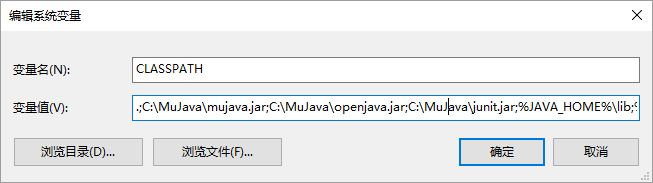 编辑系统变量
变量名(N):
CLASSPATH
变量值(V):
.;C:\MuJava\mujava.jar;C:\MuJava\openjava.jar;C:\MuJava\junit.jar;%JAVA_HOME%\lib;%
浏览目录(D)...
浏览文件(F)...
确定
取消